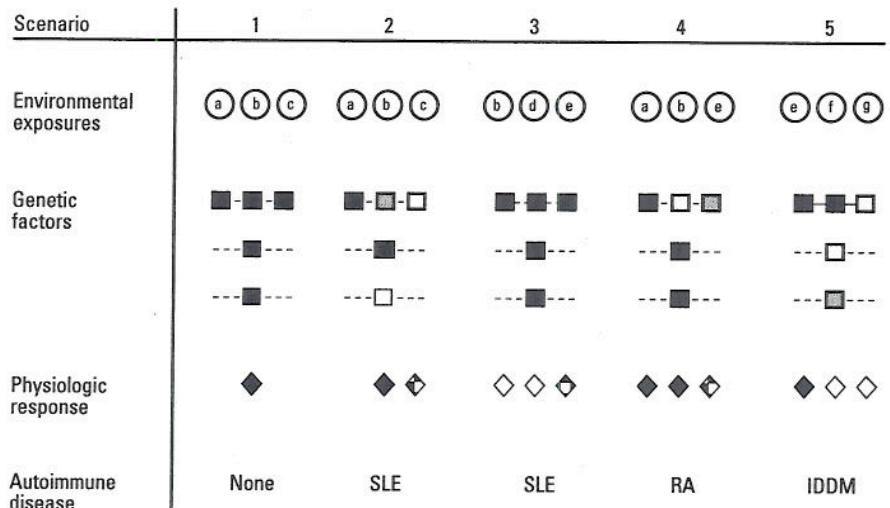 Scenario 1 2 3 4 5
Environmental exposures a b c a b c b d e a b e e f g
Genetic factors
Physiologic response
Autoimmune disease None SLE SLE RA IDDM